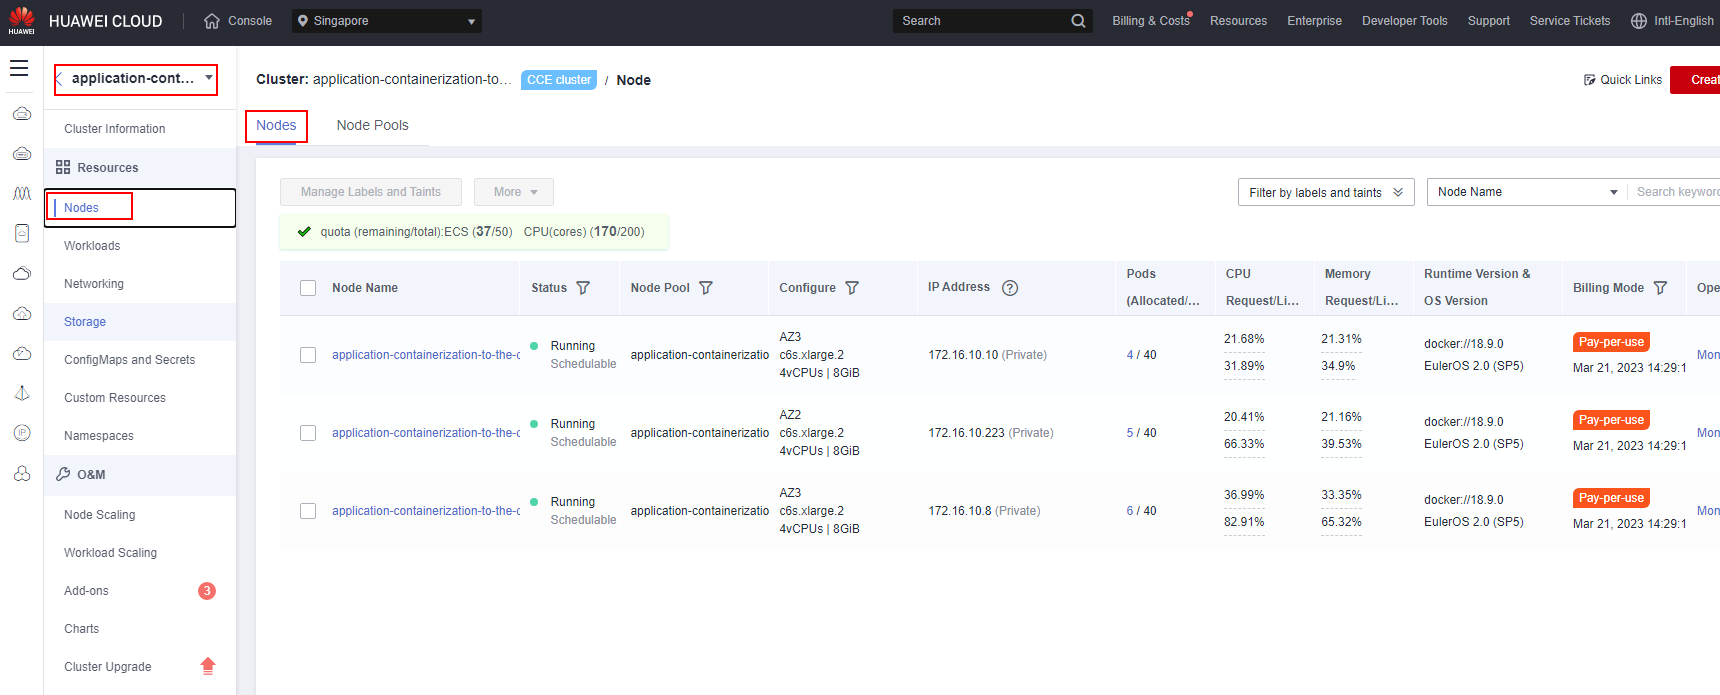 HUAWEI
HUAWEI CLOUD
Console
Singapore
Search
Billing & Costs
Resources
Enterprise
Developer Tools
Support
Service Tickets
Intl-English
application-cont...
Cluster: application-containerization-to... CCE cluster / Node
Quick Links
Creat
Nodes
Node Pools
Cluster Information
Resources
Nodes
Workloads
Networking
Storage
ConfigMaps and Secrets
Custom Resources
Namespaces
O&M
Node Scaling
Workload Scaling
Add-ons 3
Charts
Cluster Upgrade
IP
Manage Labels and Taints
More
Filter by labels and taints
Node Name
Search keyword
quota (remaining/total):ECS (37/50) CPU(cores) (170/200)
Node Name
Status
Node Pool
Configure
IP Address ?
Pods
(Allocated/...
CPU
Request/Li...
Memory
Request/Li...
Runtime Version &
OS Version
Billing Mode
Ope
application-containerization-to-the-c
Running
Schedulable
application-containerizatio
AZ3
c6s.xlarge.2
4vCPUs | 8GiB
172.16.10.10 (Private)
4 / 40
21.68%
31.89%
21.31%
34.9%
docker://18.9.0
EulerOS 2.0 (SP5)
Pay-per-use
Mar 21, 2023 14:29:1
Mon
application-containerization-to-the-c
Running
Schedulable
application-containerizatio
AZ2
c6s.xlarge.2
4vCPUs | 8GiB
172.16.10.223 (Private)
5 / 40
20.41%
66.33%
21.16%
39.53%
docker://18.9.0
EulerOS 2.0 (SP5)
Pay-per-use
Mar 21, 2023 14:29:1
Mon
application-containerization-to-the-c
Running
Schedulable
application-containerizatio
AZ3
c6s.xlarge.2
4vCPUs | 8GiB
172.16.10.8 (Private)
6 / 40
36.99%
82.91%
33.35%
65.32%
docker://18.9.0
EulerOS 2.0 (SP5)
Pay-per-use
Mar 21, 2023 14:29:1
Mon